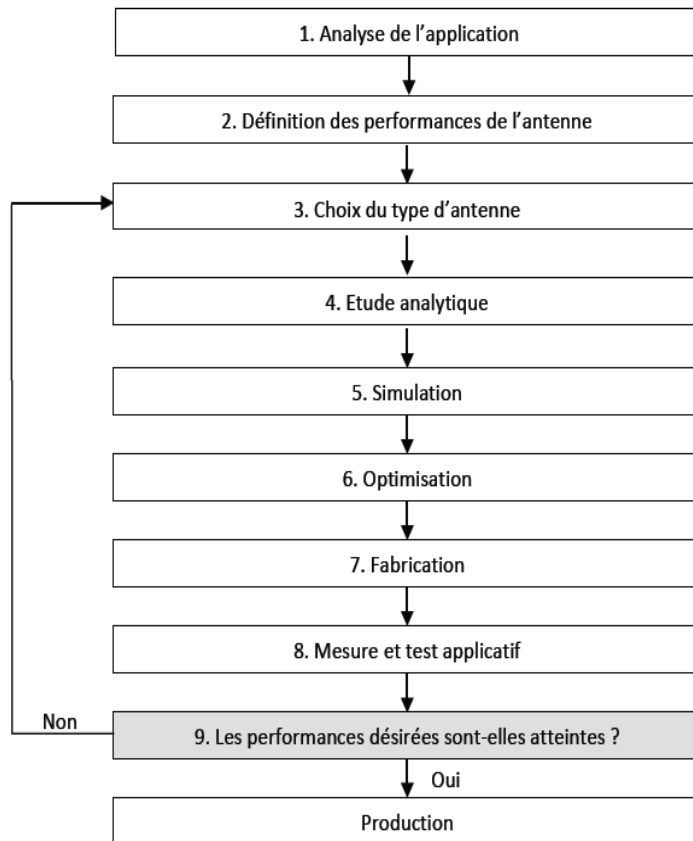 1. Analyse de l’application
2. Définition des performances de l’antenne
3. Choix du type d’antenne
4. Etude analytique
5. Simulation
6. Optimisation
7. Fabrication
8. Mesure et test applicatif
Non
9. Les performances désirées sont-elles atteintes ?
Oui
Production